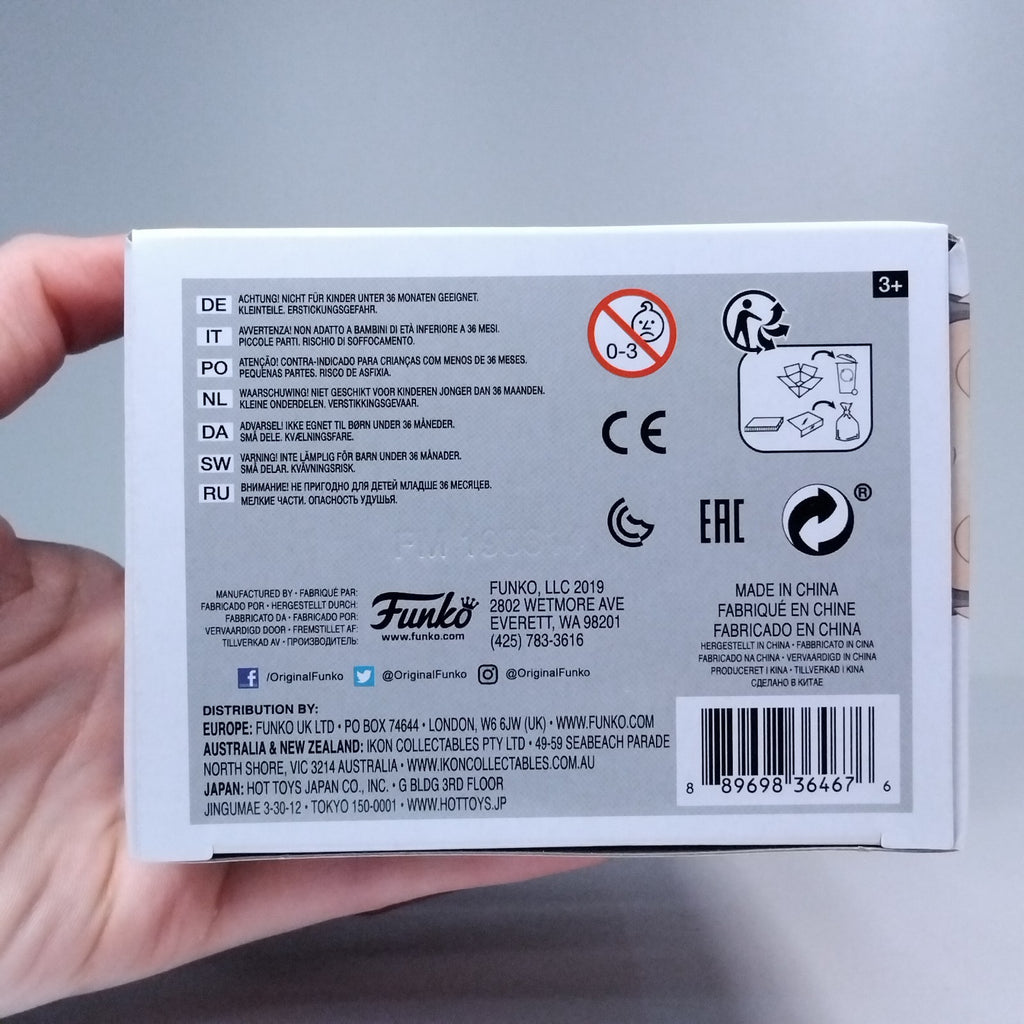 3+
DE ACHTUNG! NICHT FÜR KINDER UNTER 36 MONATEN GEEIGNET.
KLEINTEILE. ERSTICKUNGSGEFAHR.
IT AVVERTENZA! NON ADATTO A BAMBINI DI ETÀ INFERIORE A 36 MESI.
PICCOLE PARTI. RISCHIO DI SOFFOCAMENTO.
PO ATENÇÃO! CONTRA-INDICADO PARA CRIANÇAS COM MENOS DE 36 MESES.
PEQUENAS PARTES. RISCO DE ASFIXIA.
NL WAARSCHUWING! NIET GESCHIKT VOOR KINDEREN JONGER DAN 36 MAANDEN.
KLEINE ONDERDELEN. VERSTIKKINGSGEVAAR.
DA ADVARSEL! IKKE EGNET TIL BØRN UNDER 36 MÅNEDER.
SMÅ DELE. KVÆLNINGSFARE.
SW VARNING! INTE LÄMPLIG FÖR BARN UNDER 36 MÅNADER.
SMÅ DELAR. KVÄVNINGSRISK.
RU ВНИМАНИЕ! НЕ ПРИГОДНО ДЛЯ ДЕТЕЙ МЛАДШЕ 36 МЕСЯЦЕВ.
МЕЛКИЕ ЧАСТИ. ОПАСНОСТЬ УДУШЬЯ.
0-3
CE
EAC
®
MANUFACTURED BY • FABRIQUÉ PAR:
FABRICADO POR • HERGESTELLT DURCH:
FABBRICATO DA • FABRICADO POR:
VERVAARDIGD DOOR • FREMSTILLET AF:
TILLVERKAD AV • ПРОИЗВОДИТЕЛЬ:
Funko
www.funko.com
FUNKO, LLC 2019
2802 WETMORE AVE
EVERETT, WA 98201
(425) 783-3616
MADE IN CHINA
FABRIQUÉ EN CHINE
FABRICADO EN CHINA
HERGESTELLT IN CHINA • FABBRICATO IN CINA
FABRICADO NA CHINA • VERVAARDIGD IN CHINA
PRODUCERET I KINA • TILLVERKAD I KINA
СДЕЛАНО В КИТАЕ
/OriginalFunko @OriginalFunko @OriginalFunko
DISTRIBUTION BY:
EUROPE: FUNKO UK LTD • PO BOX 74644 • LONDON, W6 6JW (UK) • WWW.FUNKO.COM
AUSTRALIA & NEW ZEALAND: IKON COLLECTABLES PTY LTD • 49-59 SEABEACH PARADE
NORTH SHORE, VIC 3214 AUSTRALIA • WWW.IKONCOLLECTABLES.COM.AU
JAPAN: HOT TOYS JAPAN CO., INC. • G BLDG 3RD FLOOR
JINGUMAE 3-30-12 • TOKYO 150-0001 • WWW.HOTTOYS.JP
8 89698 36467 6